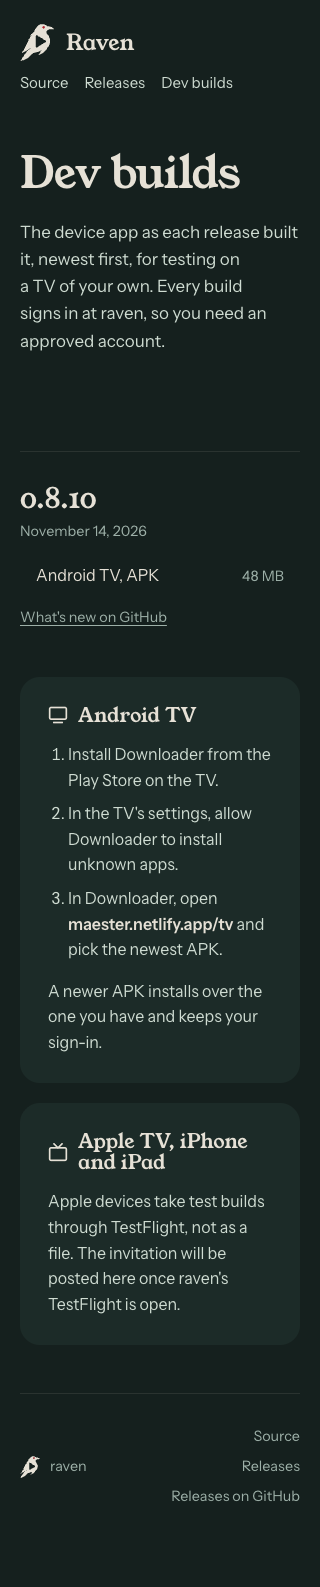 Raven
Source Releases Dev builds
Dev builds
The device app as each release built
it, newest first, for testing on
a TV of your own. Every build
signs in at raven, so you need an
approved account.
0.8.10
November 14, 2026
Android TV, APK 48 MB
What's new on GitHub
Android TV
1. Install Downloader from the
Play Store on the TV.
2. In the TV's settings, allow
Downloader to install
unknown apps.
3. In Downloader, open
maester.netlify.app/tv and
pick the newest APK.
A newer APK installs over the
one you have and keeps your
sign-in.
Apple TV, iPhone
and iPad
Apple devices take test builds
through TestFlight, not as a
file. The invitation will be
posted here once raven's
TestFlight is open.
Source
raven Releases
Releases on GitHub